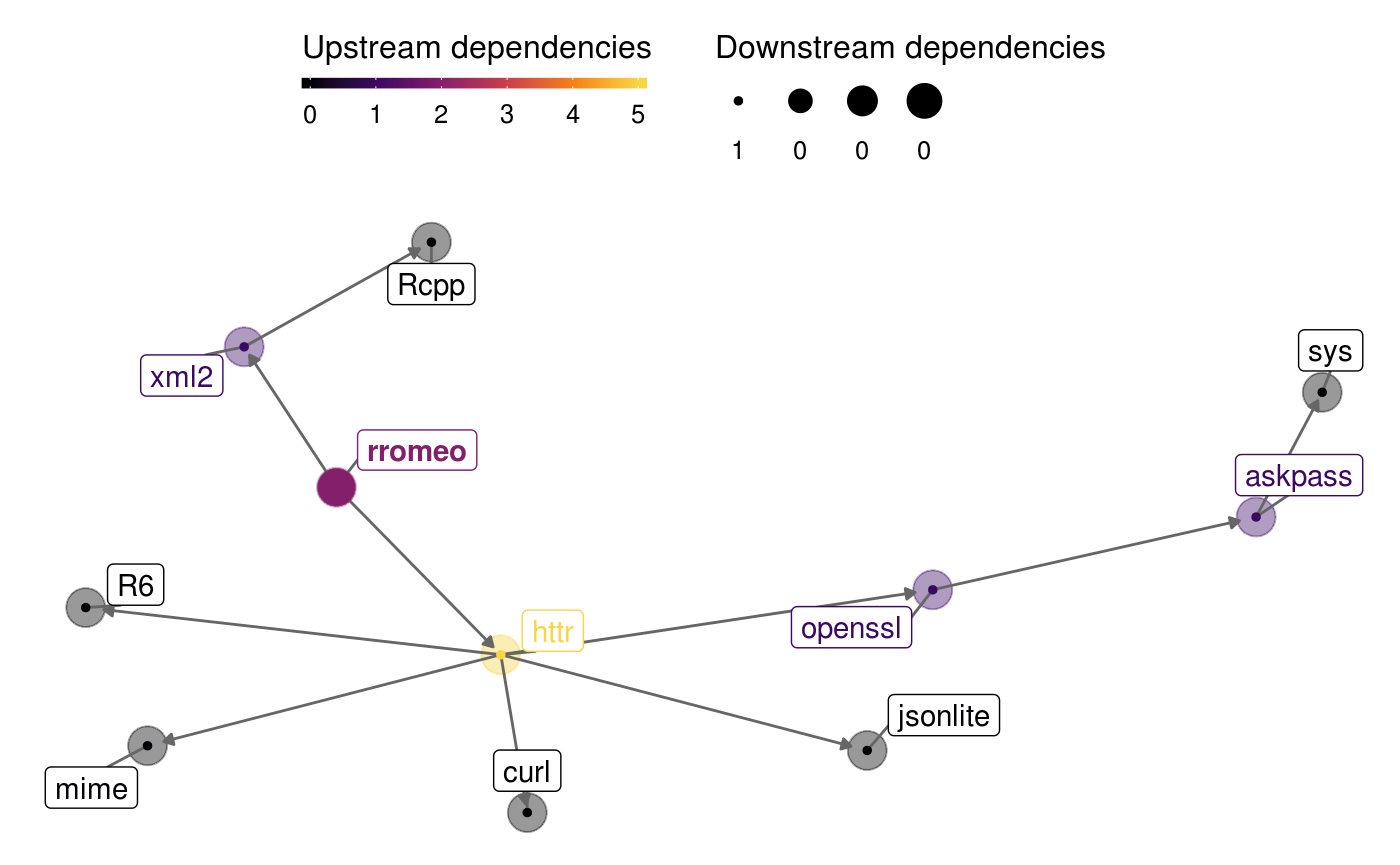 Upstream dependencies
0 1 2 3 4 5
Downstream dependencies
1 0 0 0
Rcpp
sys
xml2
rromeo
askpass
R6
httr
openssl
jsonlite
curl
mime